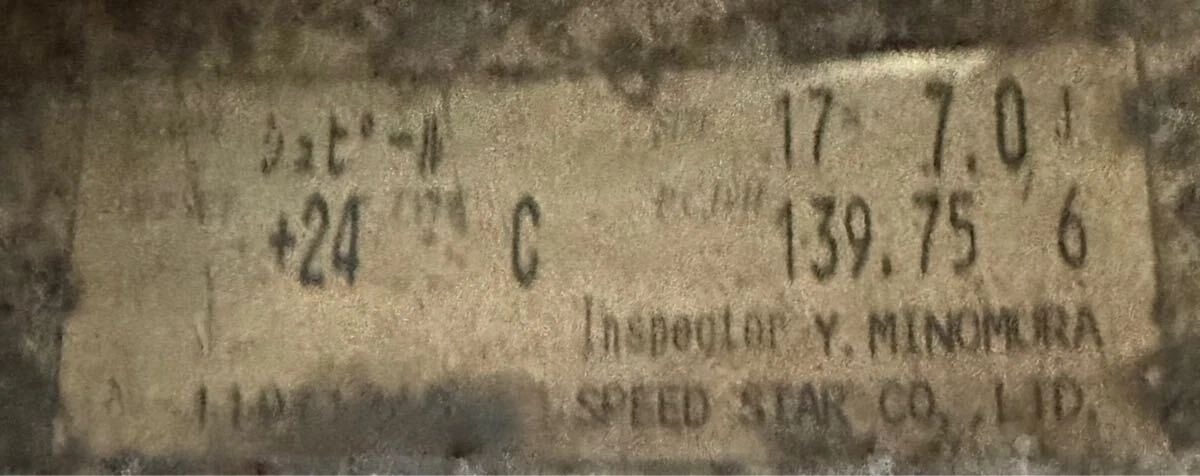 17 7.0 J
+24 C 139.75 6
Inspector Y. MINOMURA
SPEED STAR CO., LTD.